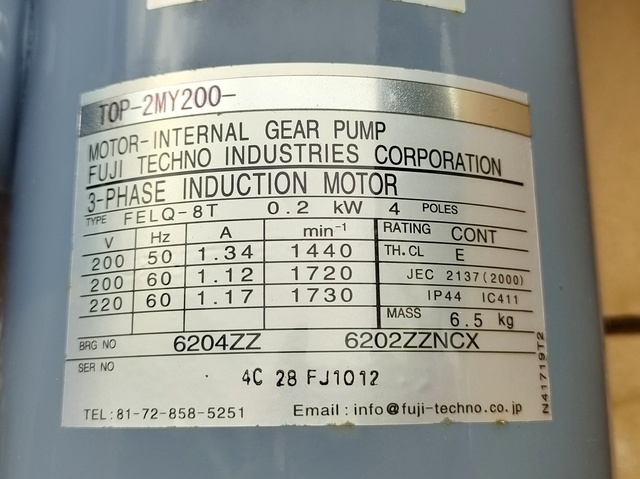 TOP-2MY200-
MOTOR-INTERNAL GEAR PUMP
FUJI TECHNO INDUSTRIES CORPORATION
3-PHASE INDUCTION MOTOR
TYPE FELQ-8T 0.2 kW 4 POLES
V Hz A min⁻¹ RATING CONT
200 50 1.34 1440 TH.CL E
200 60 1.12 1720 JEC 2137(2000)
220 60 1.17 1730 IP44 IC411
MASS 6.5 kg
BRG NO 6204ZZ 6202ZZNCX
SER NO
4C 28 FJ1012
TEL:81-72-858-5251 Email:info@fuji-techno.co.jp
N41719T2